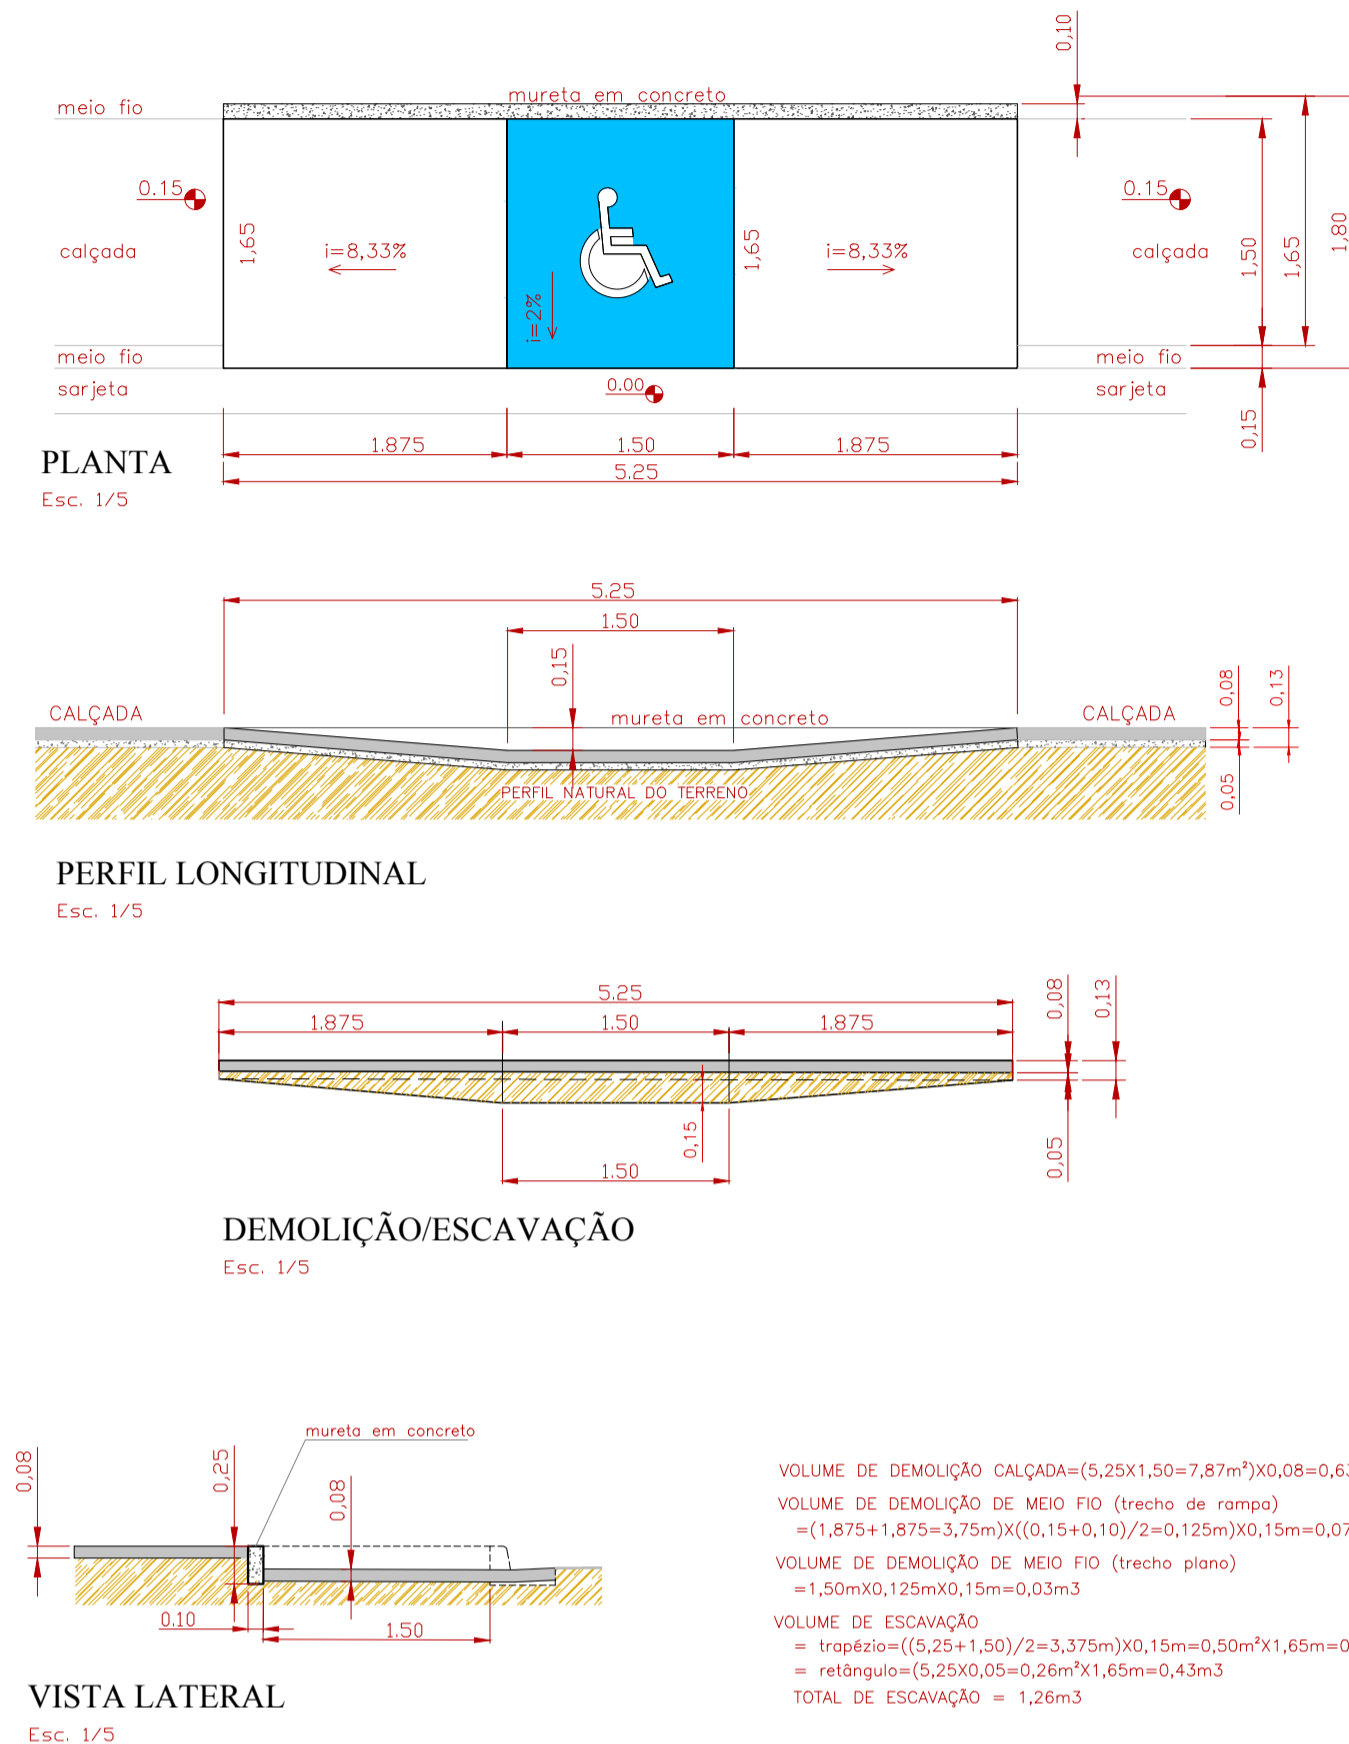 0,10
mureta em concreto
meio fio
0.15
0.15
calçada
1,65
i=8,33%
i=2%
1,65
i=8,33%
calçada
1,50
1,65
1,80
meio fio
meio fio
sarjeta
0.00
sarjeta
0,15
1.875
1.50
1.875
5.25
PLANTA
Esc. 1/5
5.25
1.50
0,15
0,08
0,13
CALÇADA
mureta em concreto
CALÇADA
PERFIL NATURAL DO TERRENO
0,05
PERFIL LONGITUDINAL
Esc. 1/5
5.25
0,08
0,13
1.875
1.50
1.875
0,15
0,05
1.50
DEMOLIÇÃO/ESCAVAÇÃO
Esc. 1/5
mureta em concreto
0,08
0,25
0,08
0.10
1.50
VISTA LATERAL
Esc. 1/5
VOLUME DE DEMOLIÇÃO CALÇADA=(5,25X1,50=7,87m²)X0,08=0,63
VOLUME DE DEMOLIÇÃO DE MEIO FIO (trecho de rampa)
=(1,875+1,875=3,75m)X((0,15+0,10)/2=0,125m)X0,15m=0,07
VOLUME DE DEMOLIÇÃO DE MEIO FIO (trecho plano)
=1,50mX0,125mX0,15m=0,03m3
VOLUME DE ESCAVAÇÃO
= trapézio=((5,25+1,50)/2=3,375m)X0,15m=0,50m²X1,65m=0
= retângulo=(5,25X0,05=0,26m²X1,65m=0,43m3
TOTAL DE ESCAVAÇÃO = 1,26m3